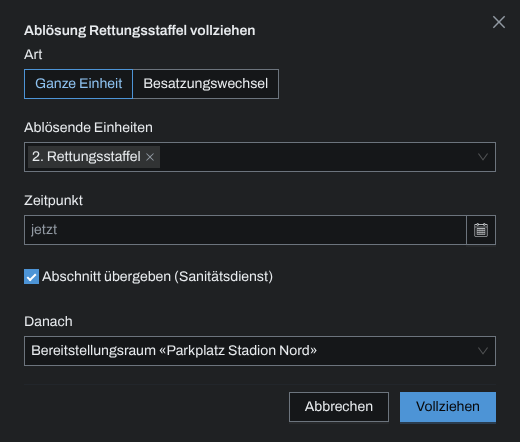 Ablösung Rettungsstaffel vollziehen
Art
Ganze Einheit Besatzungswechsel
Ablösende Einheiten
2. Rettungsstaffel
Zeitpunkt
jetzt
Abschnitt übergeben (Sanitätsdienst)
Danach
Bereitstellungsraum «Parkplatz Stadion Nord»
Abbrechen Vollziehen